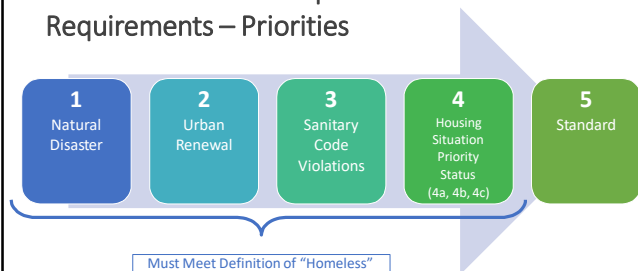 Requirements – Priorities
1
Natural
Disaster
2
Urban
Renewal
3
Sanitary
Code
Violations
4
Housing
Situation
Priority
Status
(4a, 4b, 4c)
5
Standard
Must Meet Definition of “Homeless”